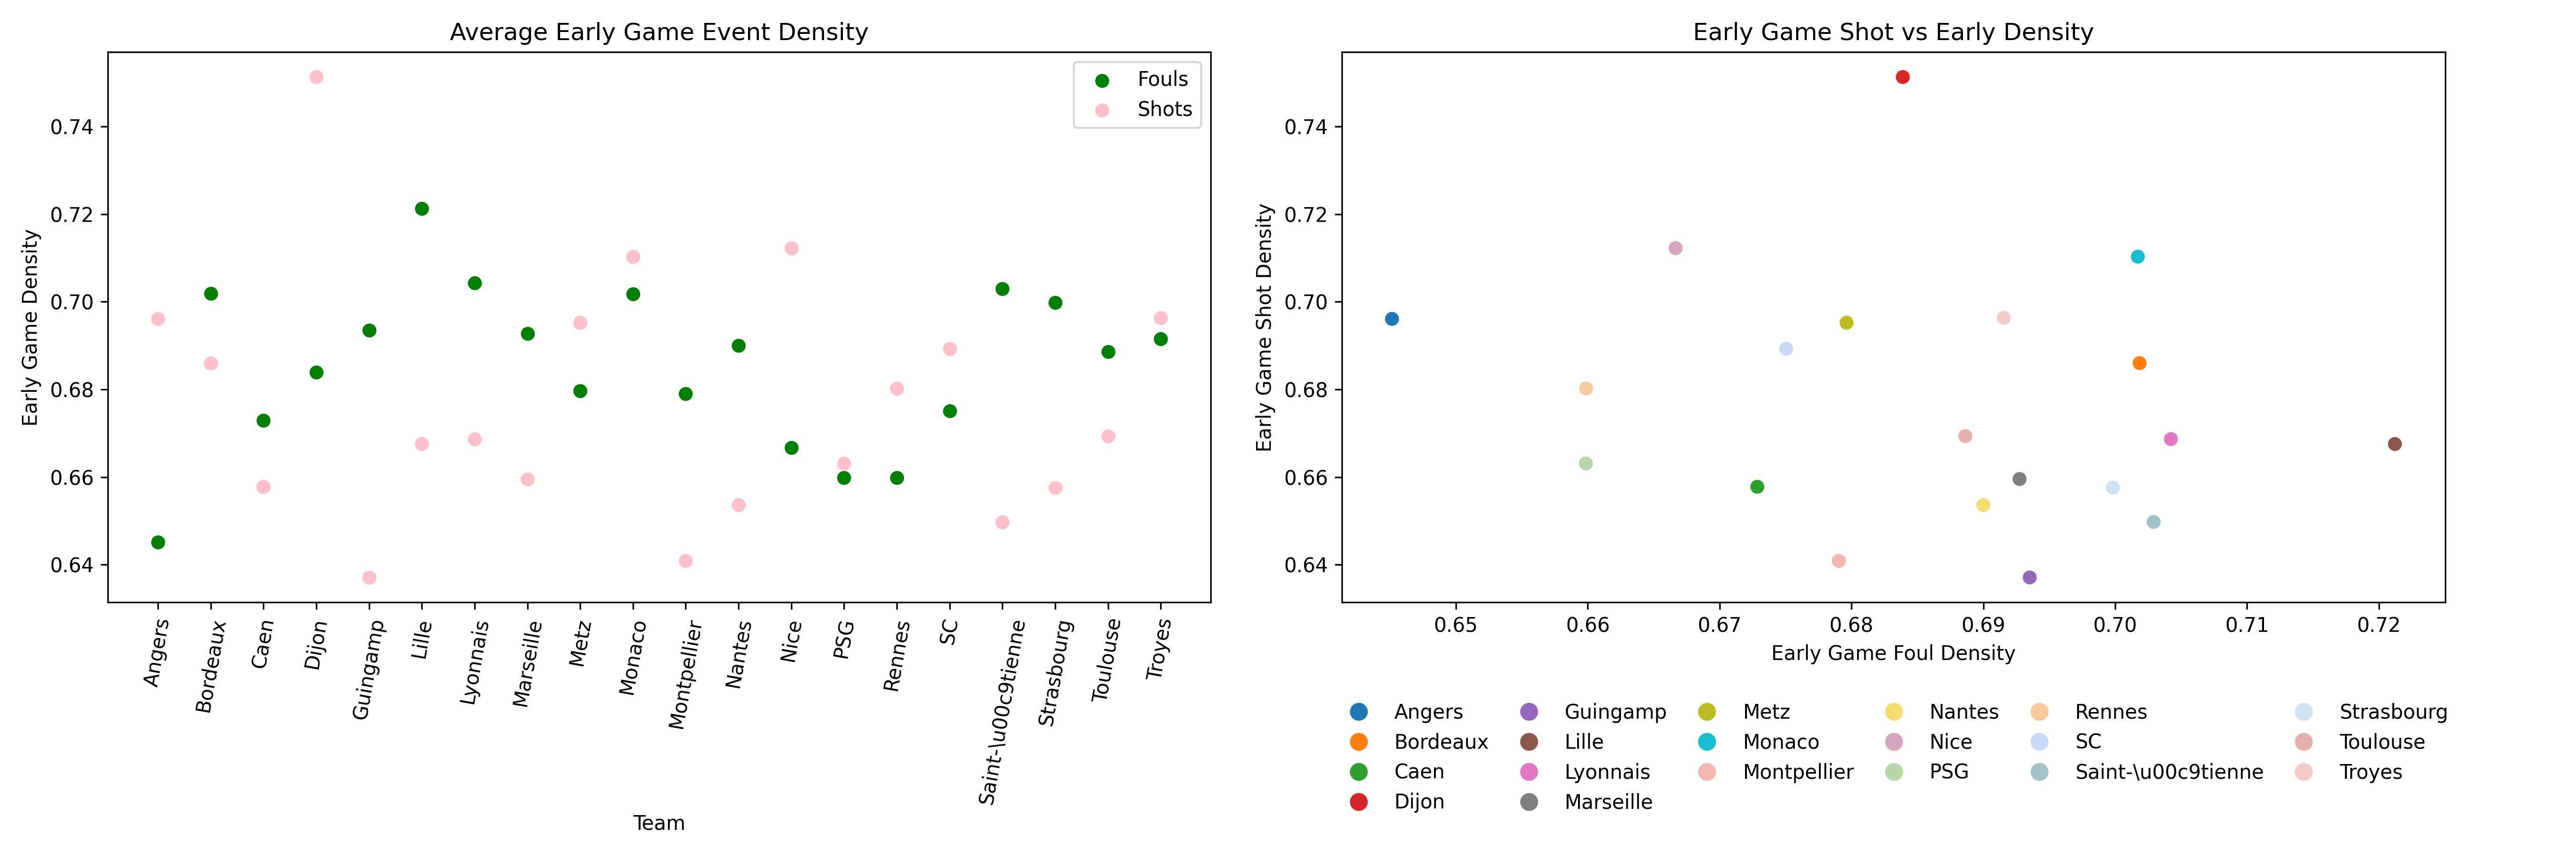 Average Early Game Event Density
Early Game Density
0.74
0.72
0.70
0.68
0.66
0.64
Fouls
Shots
Angers
Bordeaux
Caen
Dijon
Guingamp
Lille
Lyonnais
Marseille
Metz
Monaco
Montpellier
Nantes
Nice
PSG
Rennes
SC
Saint-\u00c9tienne
Strasbourg
Toulouse
Troyes
Team
Early Game Shot vs Early Density
Early Game Shot Density
0.74
0.72
0.70
0.68
0.66
0.64
0.65 0.66 0.67 0.68 0.69 0.70 0.71 0.72
Early Game Foul Density
Angers Guingamp Metz Nantes Rennes Strasbourg
Bordeaux Lille Monaco Nice SC Toulouse
Caen Lyonnais Montpellier PSG Saint-\u00c9tienne Troyes
Dijon Marseille